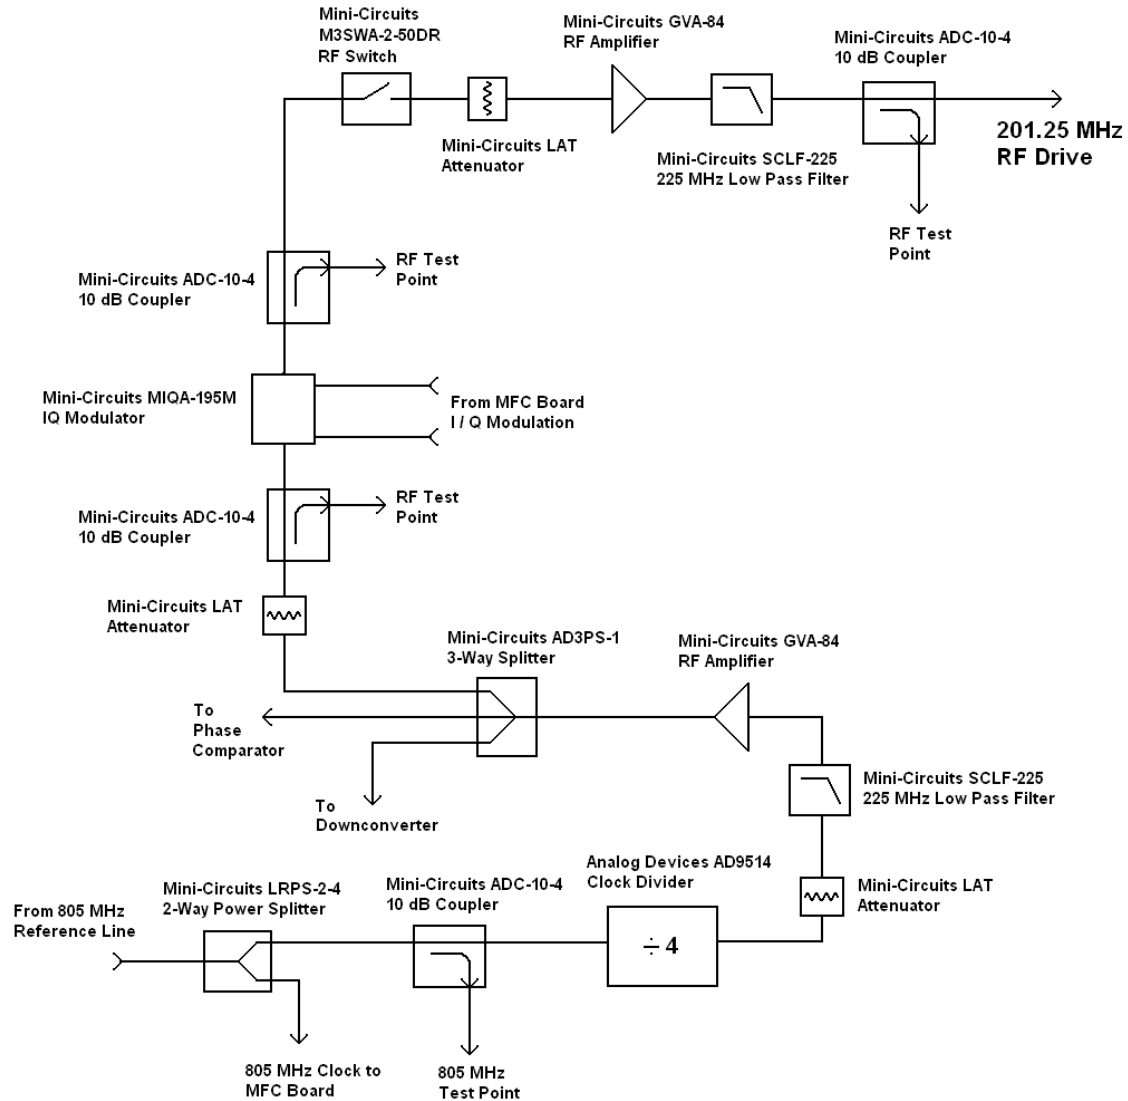 Mini-Circuits
M3SWA-2-50DR
RF Switch
Mini-Circuits GVA-84
RF Amplifier
Mini-Circuits ADC-10-4
10 dB Coupler
Mini-Circuits LAT
Attenuator
Mini-Circuits SCLF-225
225 MHz Low Pass Filter
201.25 MHz
RF Drive
RF Test
Point
Mini-Circuits ADC-10-4
10 dB Coupler
RF Test
Point
Mini-Circuits MIQA-195M
IQ Modulator
From MFC Board
I / Q Modulation
Mini-Circuits ADC-10-4
10 dB Coupler
RF Test
Point
Mini-Circuits LAT
Attenuator
Mini-Circuits AD3PS-1
3-Way Splitter
Mini-Circuits GVA-84
RF Amplifier
To
Phase
Comparator
To
Downconverter
Mini-Circuits SCLF-225
225 MHz Low Pass Filter
Mini-Circuits LAT
Attenuator
Analog Devices AD9514
Clock Divider
÷ 4
Mini-Circuits ADC-10-4
10 dB Coupler
Mini-Circuits LRPS-2-4
2-Way Power Splitter
From 805 MHz
Reference Line
805 MHz Clock to
MFC Board
805 MHz
Test Point